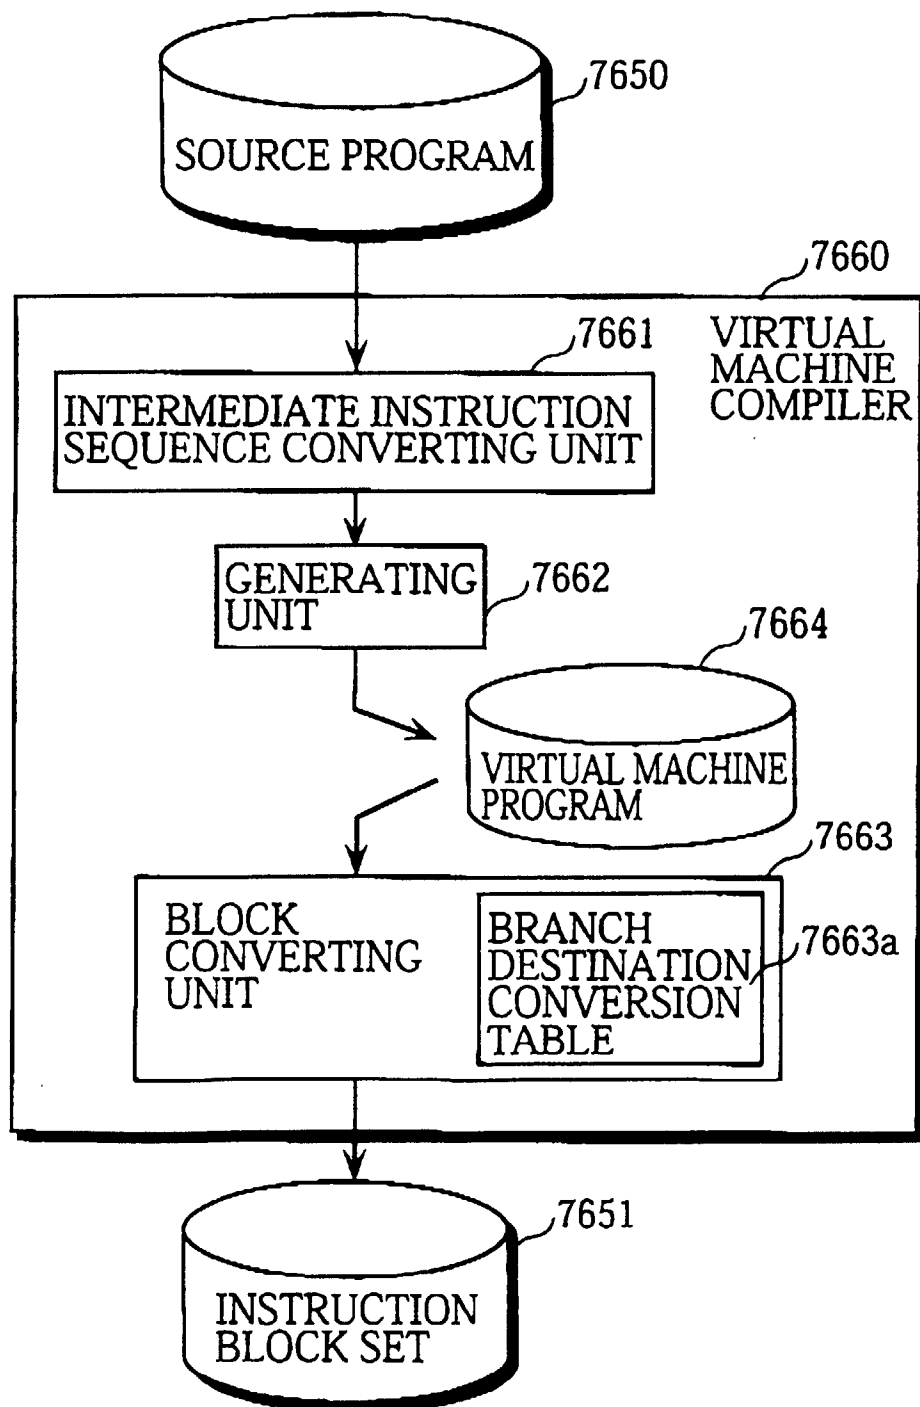 7650
SOURCE PROGRAM
7660
VIRTUAL
MACHINE
COMPILER
7661
INTERMEDIATE INSTRUCTION
SEQUENCE CONVERTING UNIT
GENERATING
UNIT
7662
7664
VIRTUAL MACHINE
PROGRAM
7663
BLOCK
CONVERTING
UNIT
BRANCH
DESTINATION
CONVERSION
TABLE
7663a
7651
INSTRUCTION
BLOCK SET